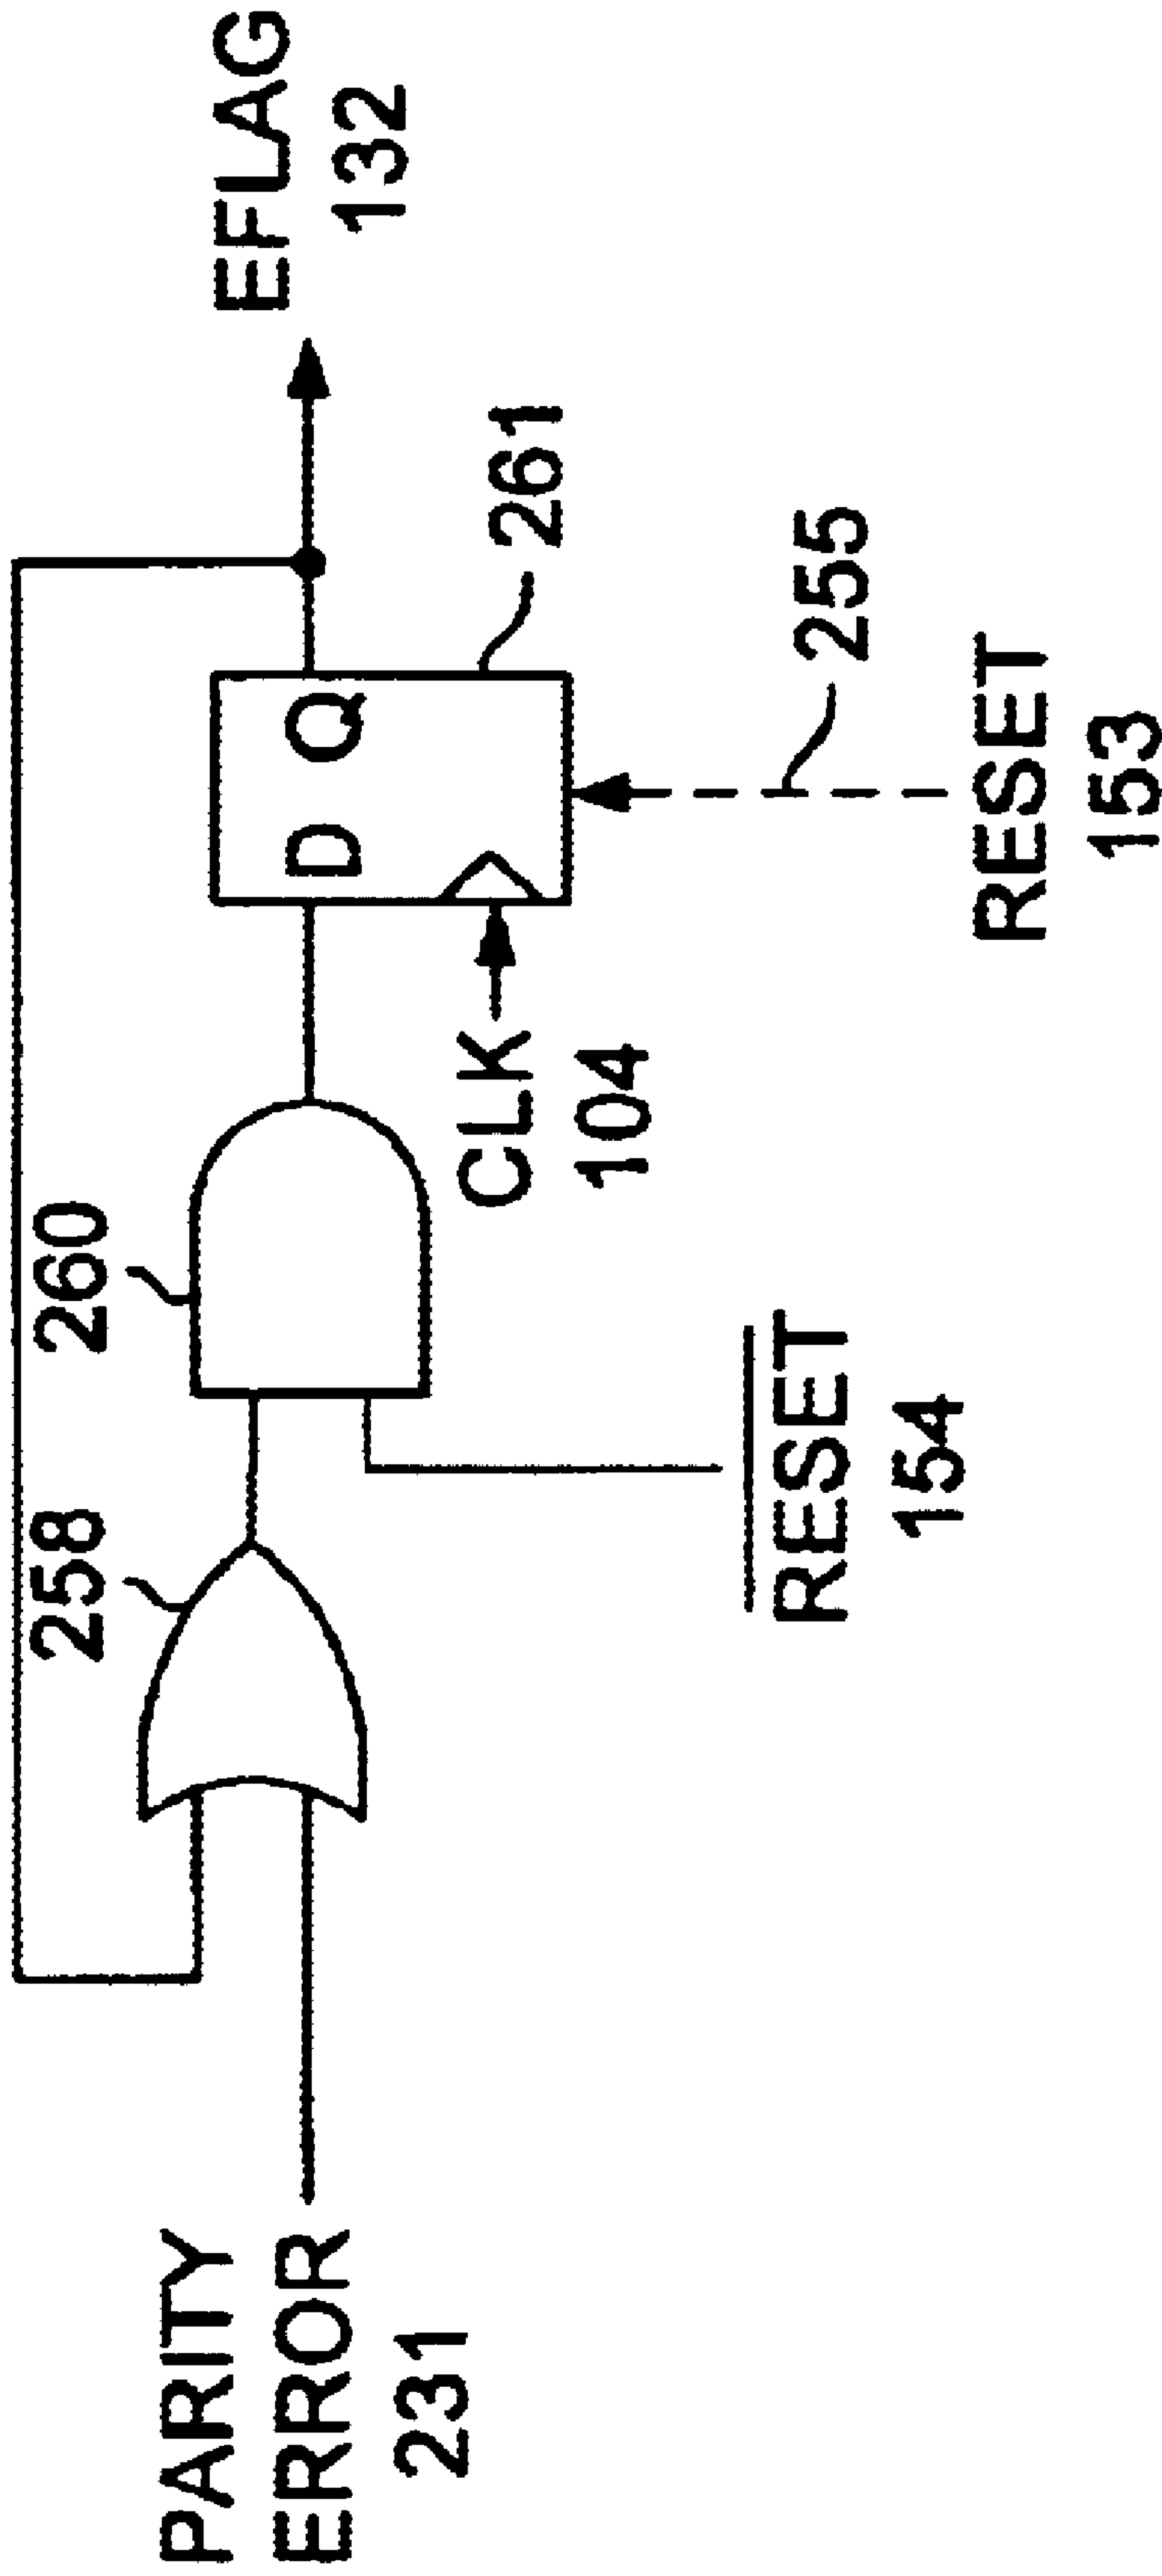 PARITY
ERROR
231
258
260
RESET
154
CLK
104
D Q
261
255
RESET
153
EFLAG
132